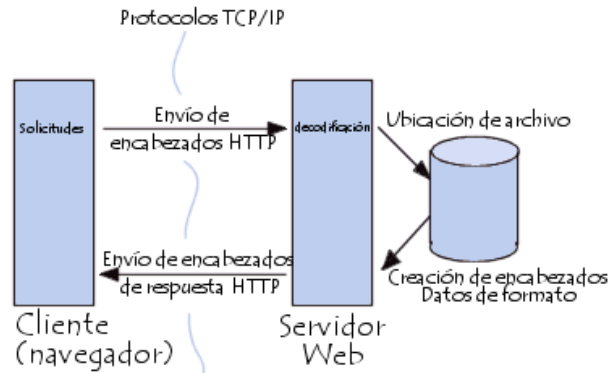 Protocolos TCP/IP
Solicitudes
Envío de
encabezados HTTP
decodificación
Ubicación de archivo
Envío de encabezados
de respuesta HTTP
Creación de encabezados
Datos de formato
Cliente
(navegador)
Servidor
Web